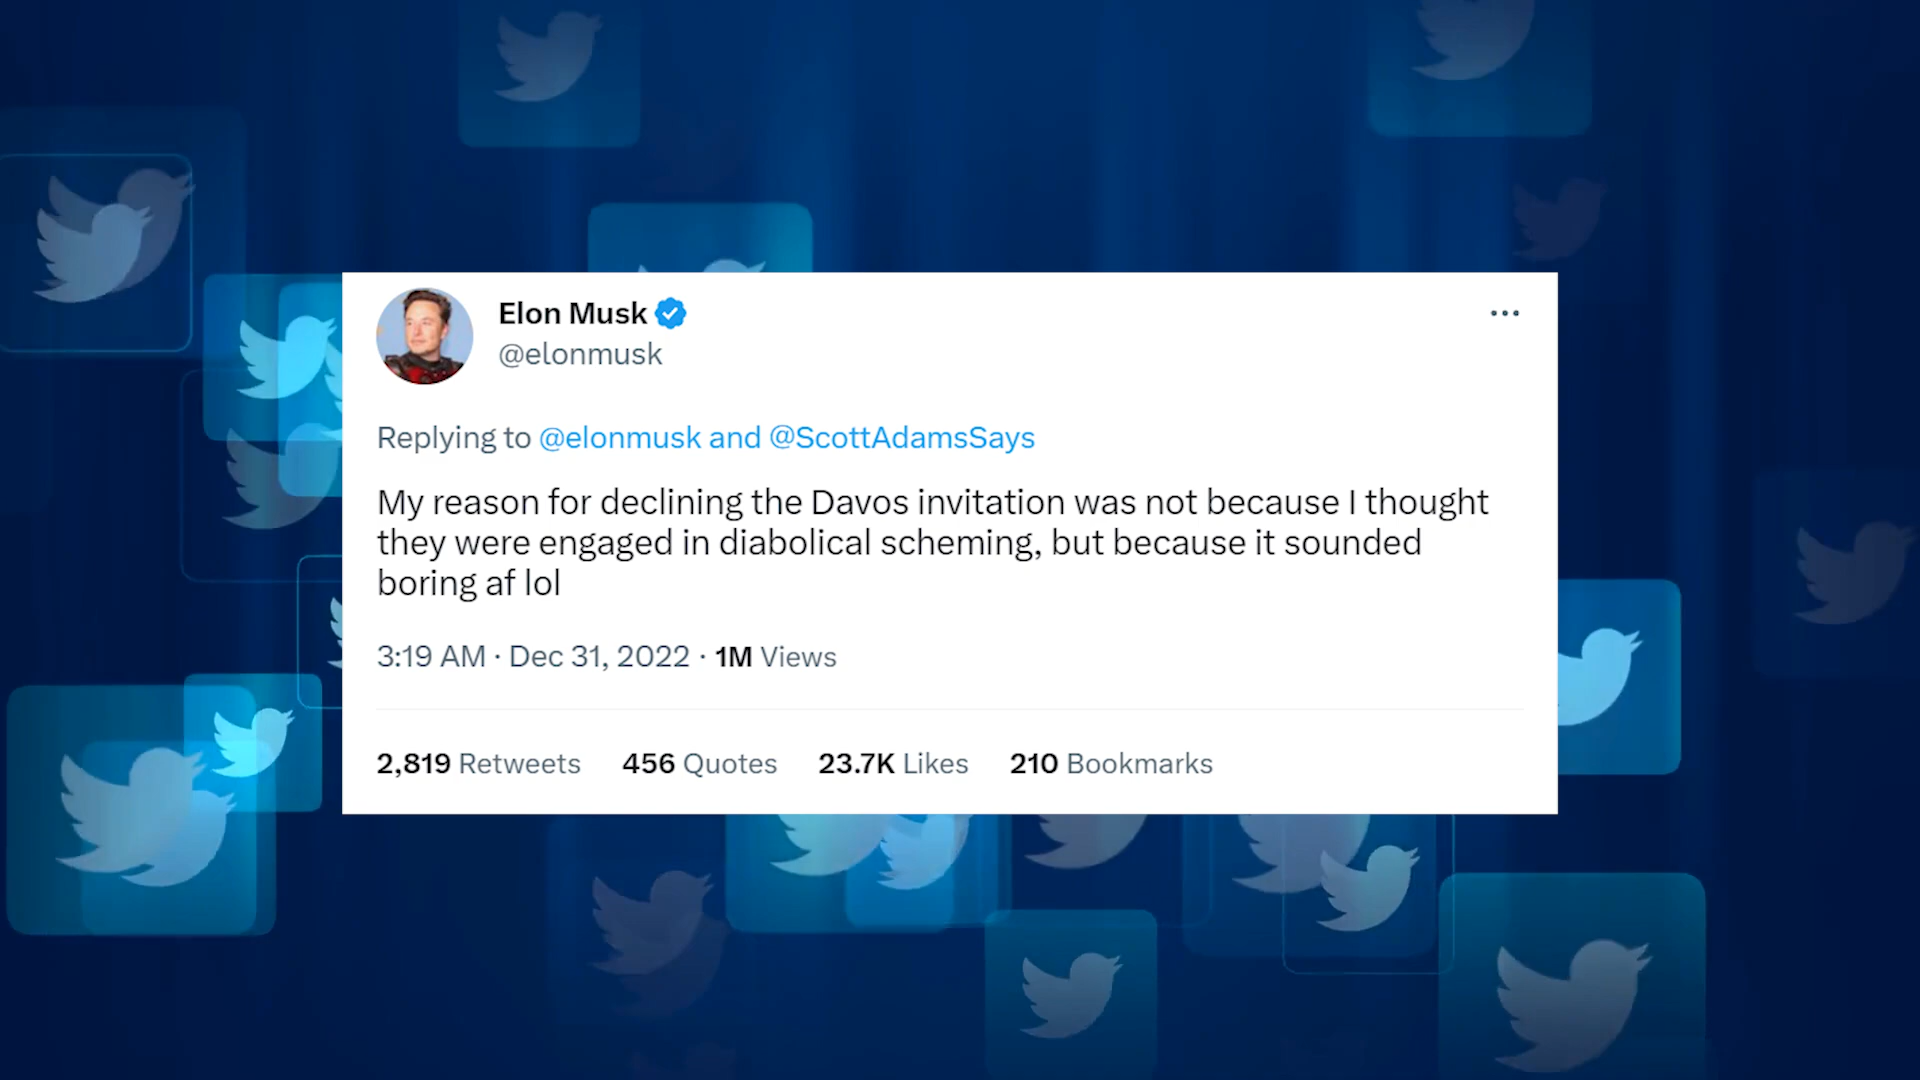 Elon Musk
@elonmusk
Replying to @elonmusk and @ScottAdamsSays
My reason for declining the Davos invitation was not because I thought
they were engaged in diabolical scheming, but because it sounded
boring af lol
3:19 AM · Dec 31, 2022 · 1M Views
2,819 Retweets 456 Quotes 23.7K Likes 210 Bookmarks